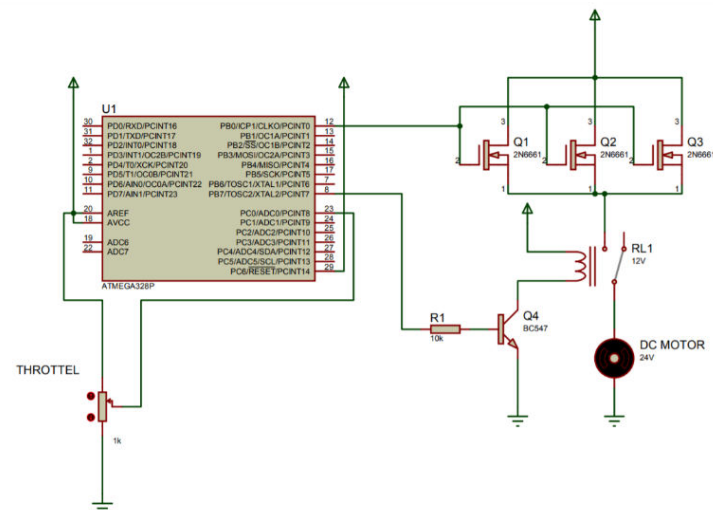 U1
30 PD0/RXD/PCINT16 PB0/ICP1/CLKO/PCINT0 12
31 PD1/TXD/PCINT17 PB1/OC1A/PCINT1 13
32 PD2/INT0/PCINT18 PB2/SS/OC1B/PCINT2 14
1 PD3/INT1/OC2B/PCINT19 PB3/MOSI/OC2A/PCINT3 15
2 PD4/T0/XCK/PCINT20 PB4/MISO/PCINT4 16
9 PD5/T1/OC0B/PCINT21 PB5/SCK/PCINT5 17
10 PD6/AIN0/OC0A/PCINT22 PB6/TOSC1/XTAL1/PCINT6 7
11 PD7/AIN1/PCINT23 PB7/TOSC2/XTAL2/PCINT7 8
20 AREF PC0/ADC0/PCINT8 23
18 AVCC PC1/ADC1/PCINT9 24
PC2/ADC2/PCINT10 25
19 ADC6 PC3/ADC3/PCINT11 26
22 ADC7 PC4/ADC4/SDA/PCINT12 27
PC5/ADC5/SCL/PCINT13 28
PC6/RESET/PCINT14 29
ATMEGA328P
3 3 3
Q1 Q2 Q3
2N6661 2N6661 2N6661
2 2 2
1 1 1
RL1
12V
R1
10k
Q4
BC547
DC MOTOR
24V
THROTTEL
1k